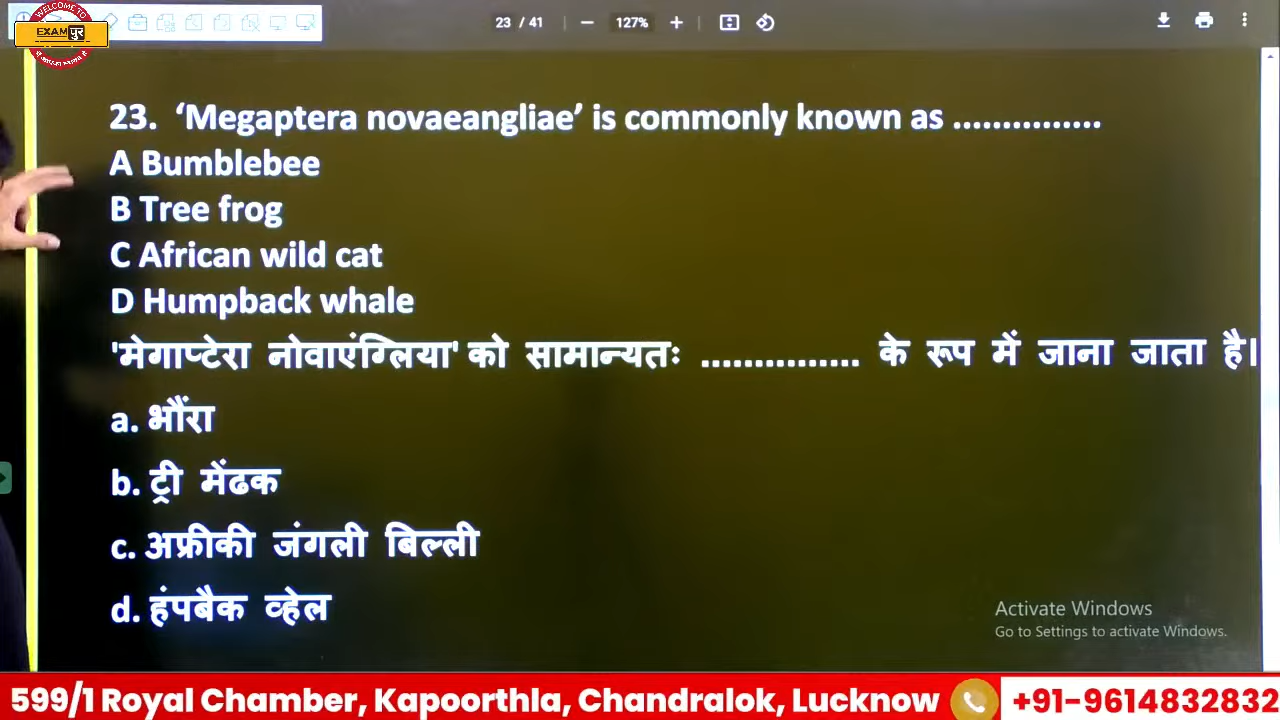 WELCOME TO
EXAMपुर
23 / 41
127%
23. ‘Megaptera novaeangliae’ is commonly known as ...............
A Bumblebee
B Tree frog
C African wild cat
D Humpback whale
'मेगाप्टेरा नोवाएंग्लिया' को सामान्यतः ............... के रूप में जाना जाता है।
a. भौंरा
b. ट्री मेंढक
c. अफ्रीकी जंगली बिल्ली
d. हंपबैक व्हेल
Activate Windows
Go to Settings to activate Windows.
599/1 Royal Chamber, Kapoorthla, Chandralok, Lucknow
+91-9614832832